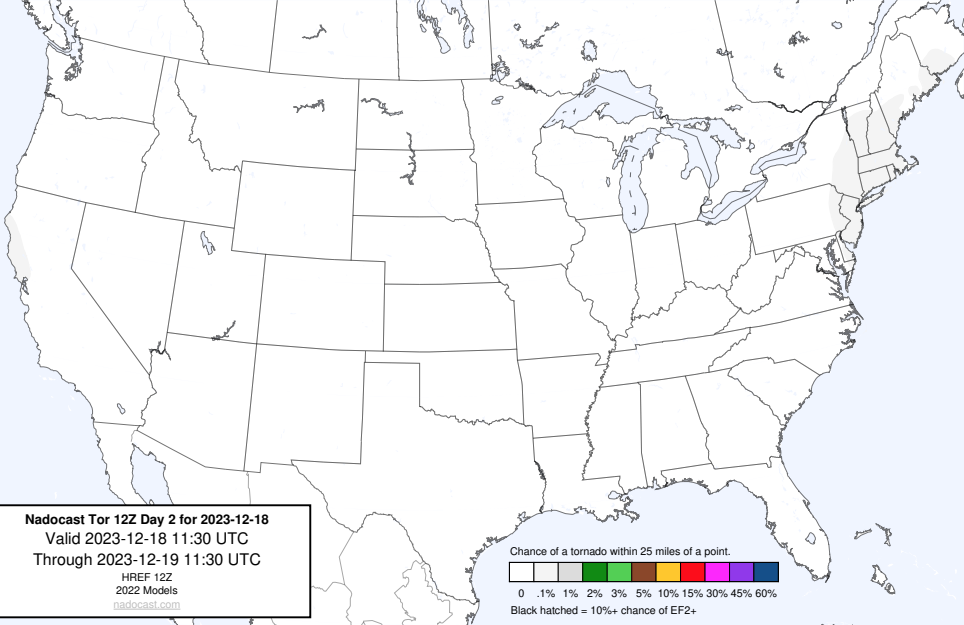 Nadocast Tor 12Z Day 2 for 2023-12-18
Valid 2023-12-18 11:30 UTC
Through 2023-12-19 11:30 UTC
HREF 12Z
2022 Models
nadocast.com
Chance of a tornado within 25 miles of a point.
0 .1% 1% 2% 3% 5% 10% 15% 30% 45% 60%
Black hatched = 10%+ chance of EF2+